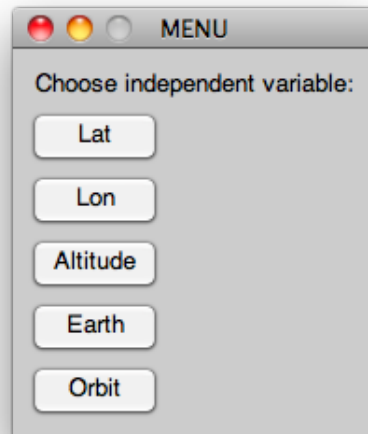 MENU
Choose independent variable:
Lat
Lon
Altitude
Earth
Orbit